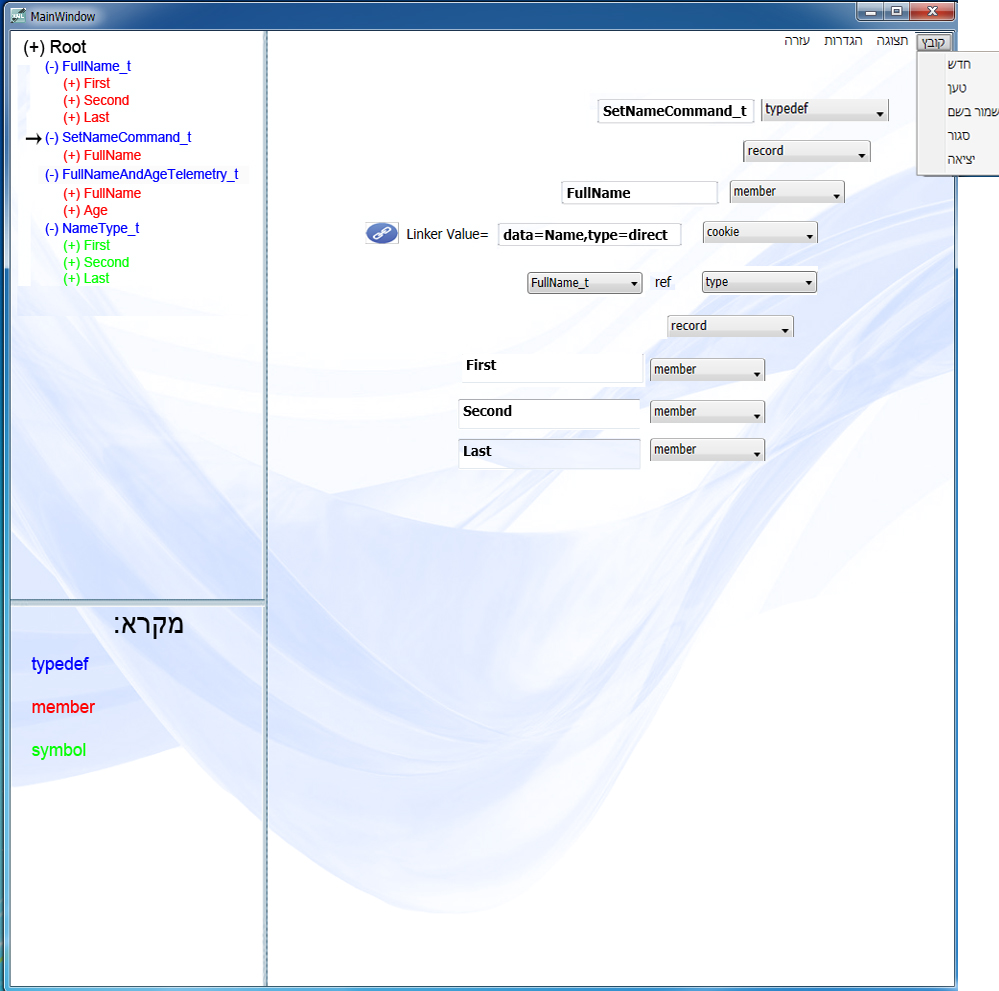 MainWindow
קובץ תצוגה הגדרות עזרה
חדש
טען
שמור בשם
סגור
יציאה
(+) Root
(-) FullName_t
(+) First
(+) Second
(+) Last
→ (-) SetNameCommand_t
(+) FullName
(-) FullNameAndAgeTelemetry_t
(+) FullName
(+) Age
(-) NameType_t
(+) First
(+) Second
(+) Last
מקרא:
typedef
member
symbol
SetNameCommand_t typedef
record
FullName member
Linker Value= data=Name,type=direct cookie
FullName_t ref type
record
First member
Second member
Last member